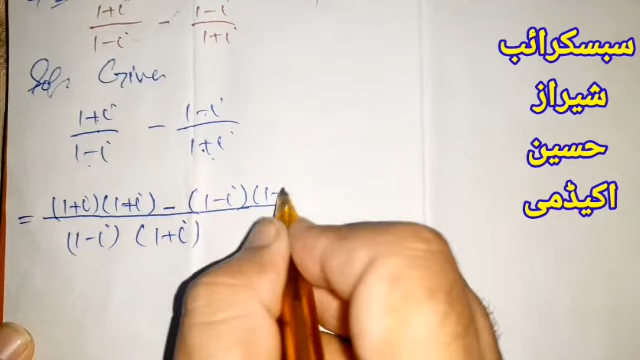 1+i/1-i - 1-i/1+i
Sol: Given
1+i/1-i - 1-i/1+i
= (1+i)(1+i) - (1-i)(1-
(1-i) (1+i)
سبسکرائب
شیراز
حسین
اکیڈمی